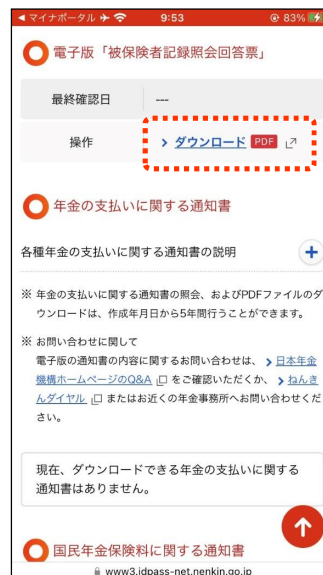 ◀ マイナポータル 9:53 83%
電子版「被保険者記録照会回答票」
最終確認日 ---
操作 > ダウンロード PDF
年金の支払いに関する通知書
各種年金の支払いに関する通知書の説明 +
※ 年金の支払いに関する通知書の照会、およびPDFファイルのダ
ウンロードは、作成年月日から5年間行うことができます。
※ お問い合わせに関して
電子版の通知書の内容に関するお問い合わせは、 > 日本年金
機構ホームページのQ&A をご確認いただくか、 > ねんき
んダイヤル またはお近くの年金事務所へお問い合わせくだ
さい。
現在、ダウンロードできる年金の支払いに関する
通知書はありません。
国民年金保険料に関する通知書
www3.idpass-net.nenkin.go.jp